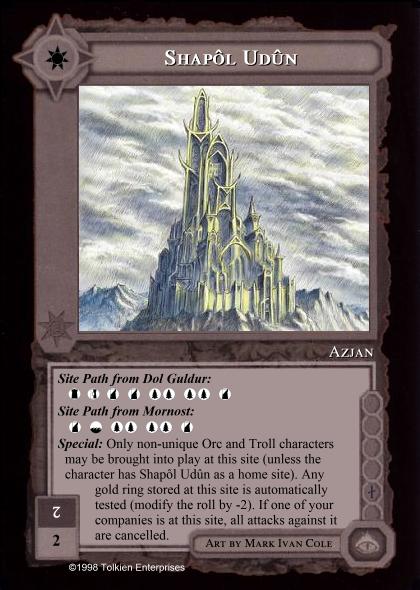 Shapôl Udûn
Azjan
Site Path from Dol Guldur:
Site Path from Mornost:
Special: Only non-unique Orc and Troll characters
may be brought into play at this site (unless the
character has Shapôl Udûn as a home site). Any
gold ring stored at this site is automatically
tested (modify the roll by -2). If one of your
companies is at this site, all attacks against it
are cancelled.
2
2
Art by Mark Ivan Cole
©1998 Tolkien Enterprises